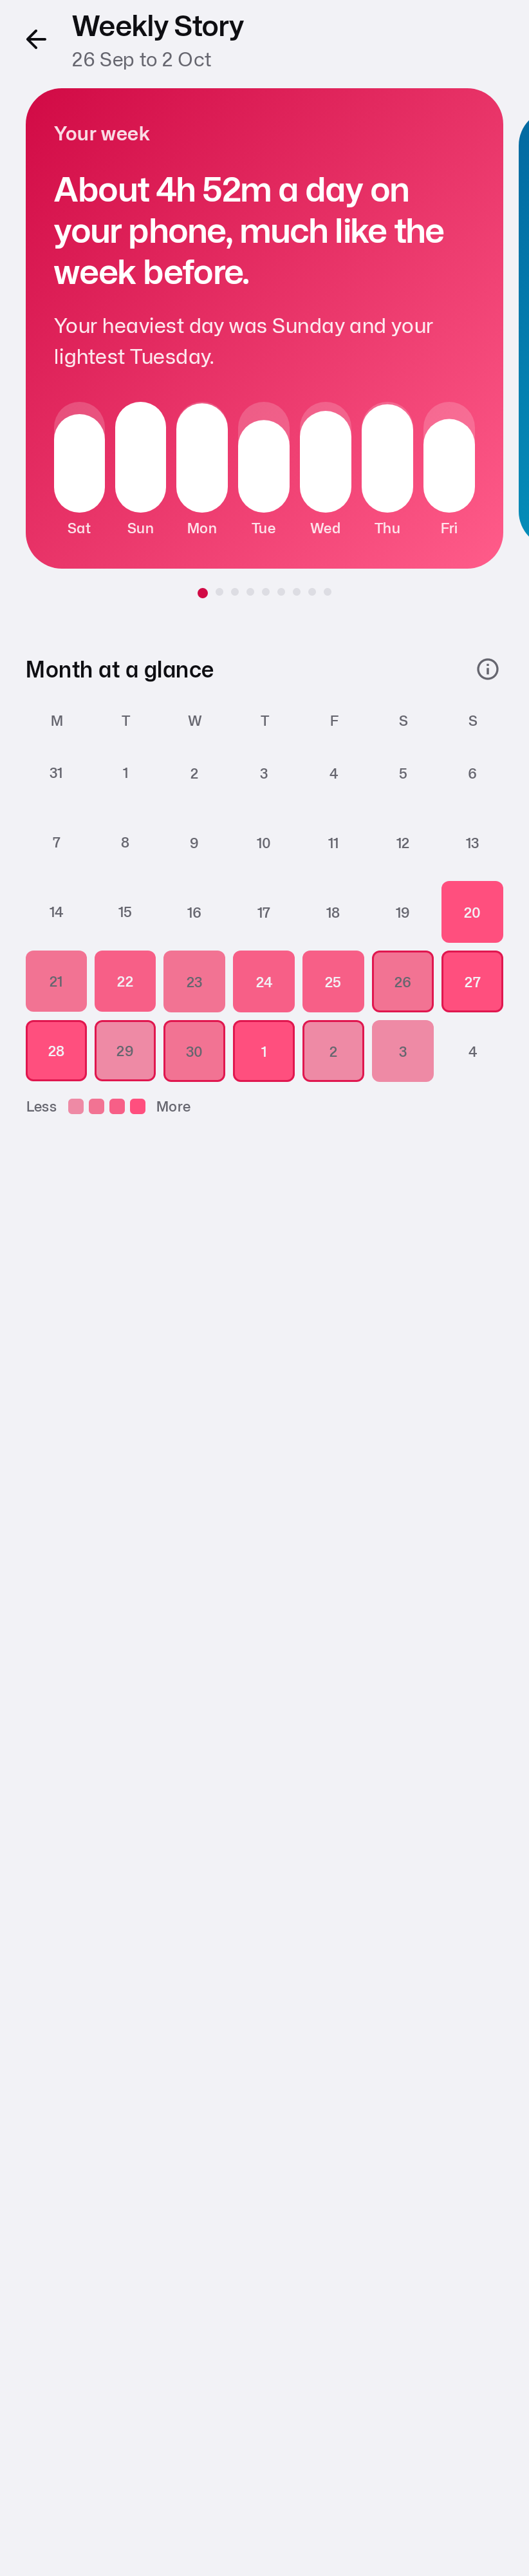 Weekly Story
26 Sep to 2 Oct
Your week
About 4h 52m a day on
your phone, much like the
week before.
Your heaviest day was Sunday and your
lightest Tuesday.
Sat Sun Mon Tue Wed Thu Fri
Month at a glance
M T W T F S S
31 1 2 3 4 5 6
7 8 9 10 11 12 13
14 15 16 17 18 19 20
21 22 23 24 25 26 27
28 29 30 1 2 3 4
Less More